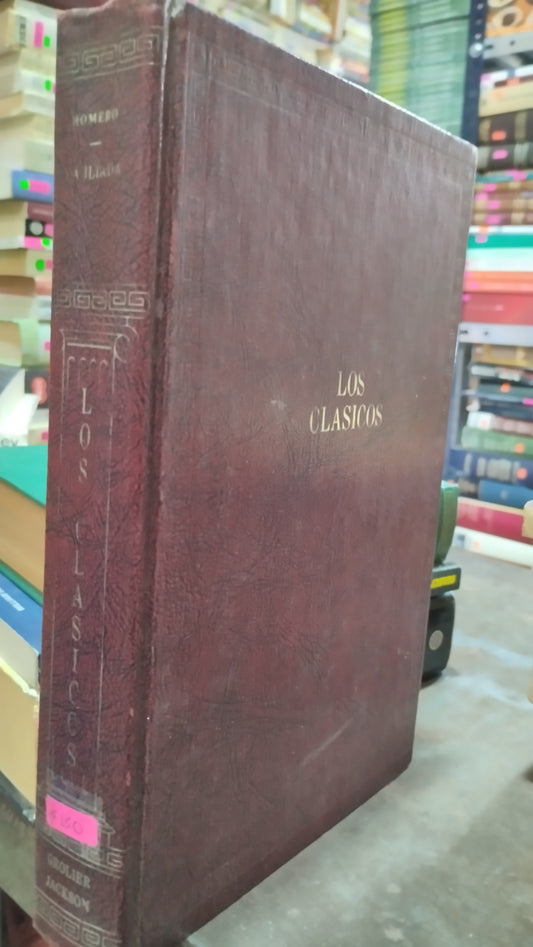 HOMERO
LA ILIADA
LOS CLASICOS
GROLIER
JACKSON
LOS
CLASICOS